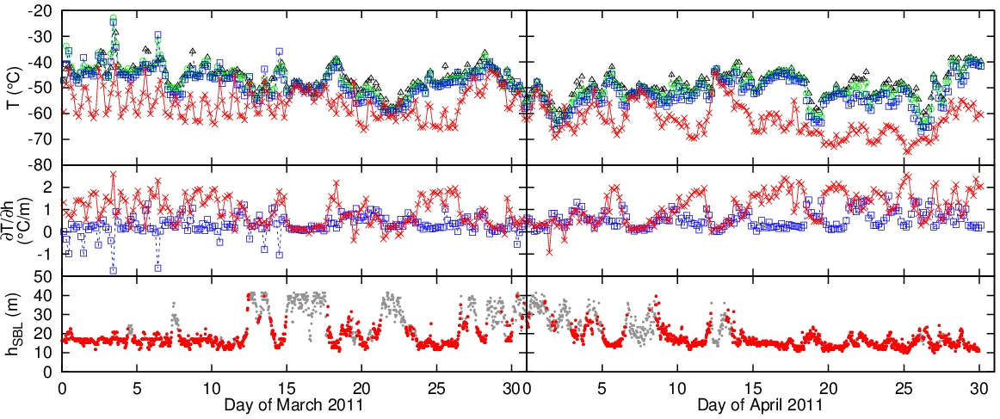 -20
-30
-40
-50
-60
-70
-80
T (°C)
2
1
0
-1
∂T/∂h
(°C/m)
50
40
30
20
10
0
hSBL (m)
0 5 10 15 20 25 30 0 5 10 15 20 25 30
Day of March 2011 Day of April 2011